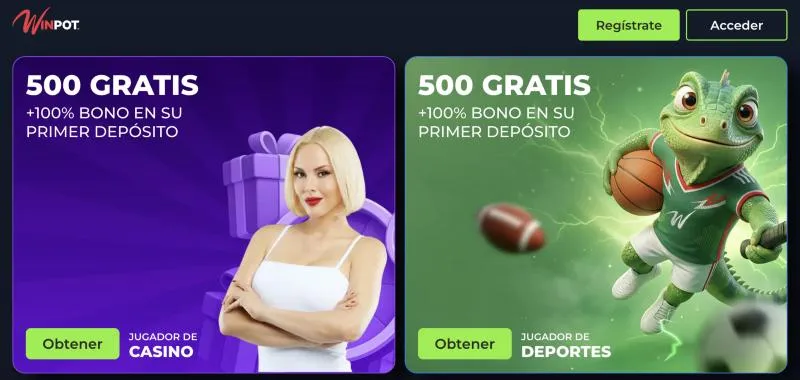 WINPOT
Regístrate
Acceder
500 GRATIS
+100% BONO EN SU
PRIMER DEPÓSITO
Obtener
JUGADOR DE
CASINO
500 GRATIS
+100% BONO EN SU
PRIMER DEPÓSITO
W
Obtener
JUGADOR DE
DEPORTES